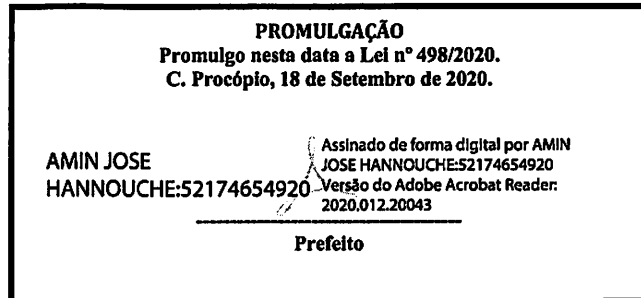 PROMULGAÇÃO
Promulgo nesta data a Lei nº 498/2020.
C. Procópio, 18 de Setembro de 2020.
AMIN JOSE
HANNOUCHE:52174654920
Assinado de forma digital por AMIN
JOSE HANNOUCHE:52174654920
Versão do Adobe Acrobat Reader:
2020.012.20043
Prefeito